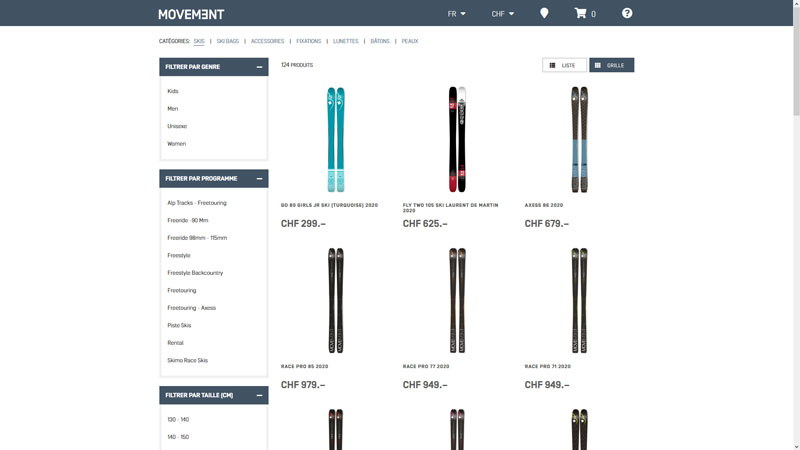 MOVEMENT
FR
CHF
0
CATÉGORIES: SKIS | SKI BAGS | ACCESSOIRES | FIXATIONS | LUNETTES | BÂTONS | PEAUX
FILTRER PAR GENRE
Kids
Men
Unisexe
Women
FILTRER PAR PROGRAMME
Alp Tracks - Freetouring
Freeride -90 Mm
Freeride 98mm - 115mm
Freestyle
Freestyle Backcountry
Freetouring
Freetouring - Axess
Piste Skis
Rental
Skimo Race Skis
FILTRER PAR TAILLE (CM)
130 - 140
140 - 150
124 PRODUITS
LISTE
GRILLE
GO 80 GIRLS JR SKI (TURQUOISE) 2020
CHF 299.–
FLY TWO 105 SKI LAURENT DE MARTIN
2020
CHF 625.–
AXESS 86 2020
CHF 679.–
RACE PRO 85 2020
CHF 979.–
RACE PRO 77 2020
CHF 949.–
RACE PRO 71 2020
CHF 949.–